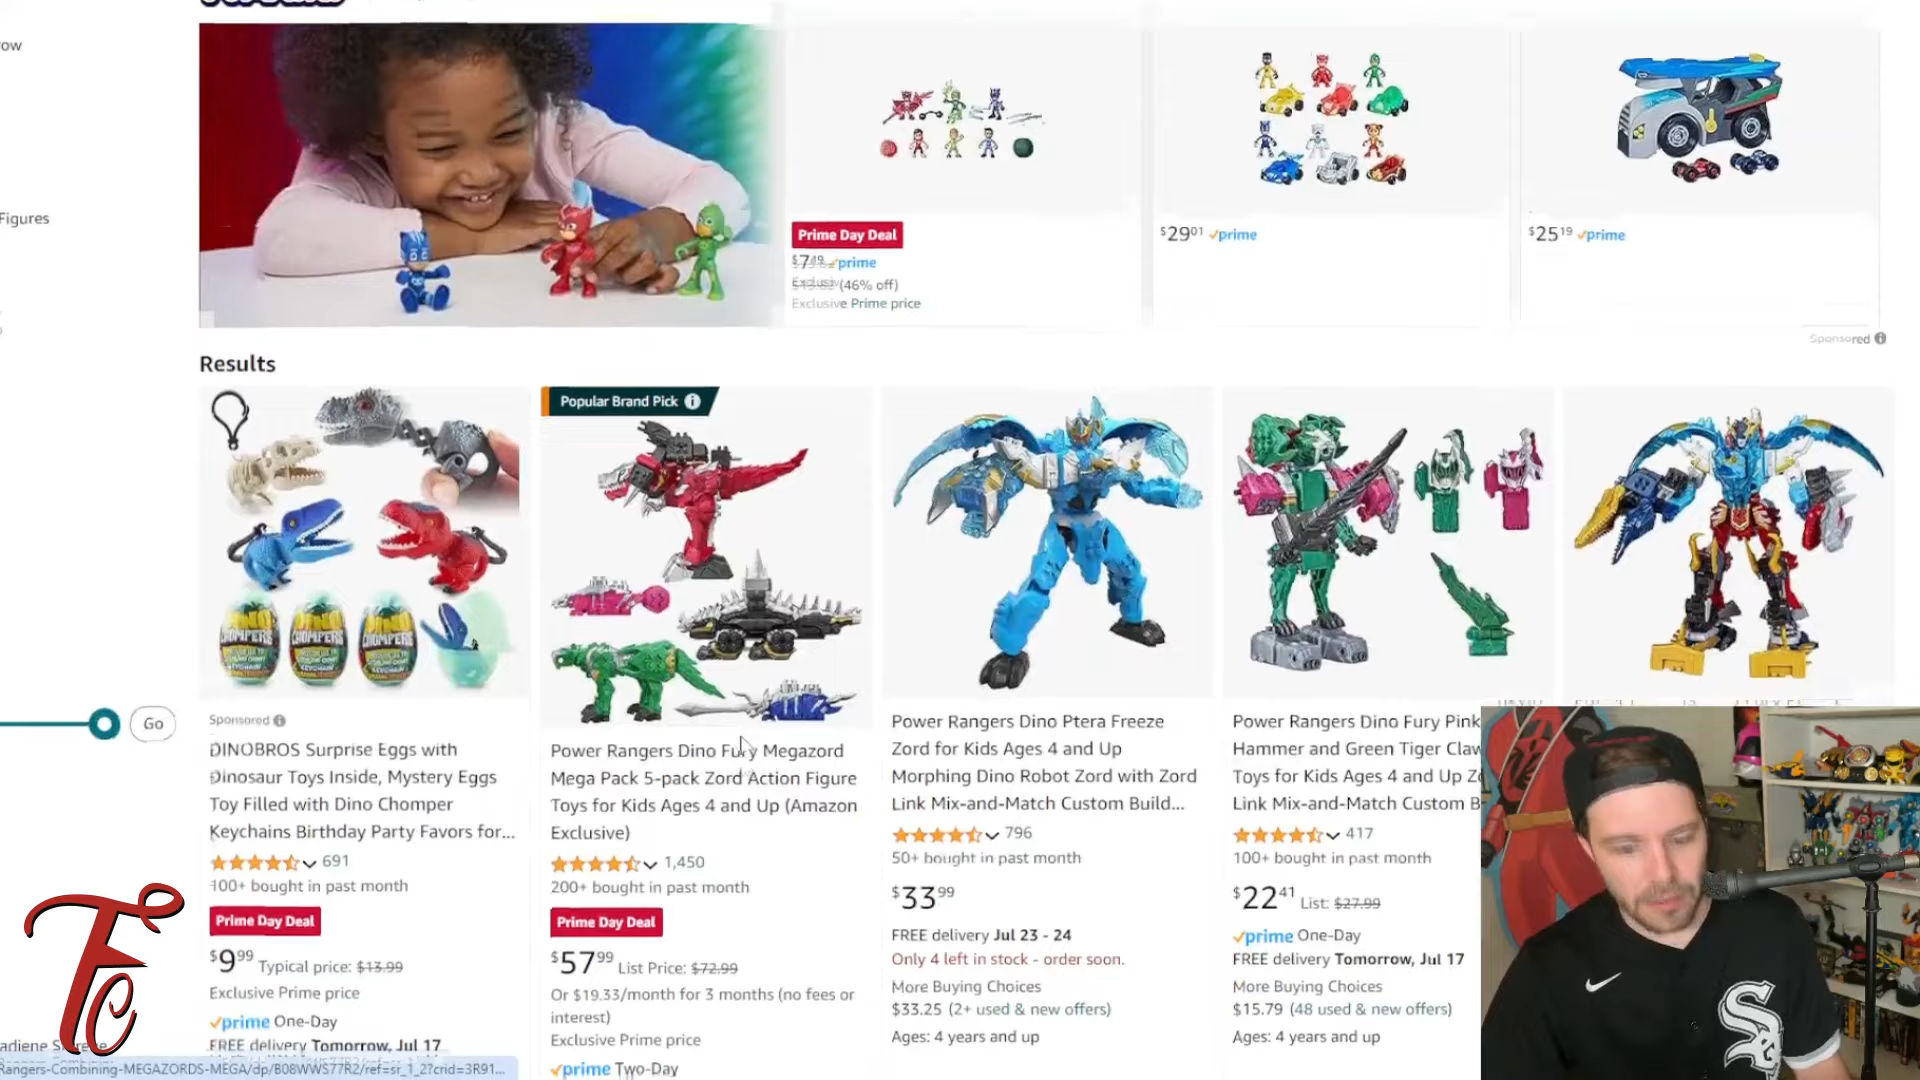 ow
Figures
Prime Day Deal
$7.49 prime
(46% off)
Exclusive Prime price
$29.01 prime
$25.19 prime
Sponsored
Results
Popular Brand Pick
Sponsored
DINOBROS Surprise Eggs with
Dinosaur Toys Inside, Mystery Eggs
Toy Filled with Dino Chomper
Keychains Birthday Party Favors for...
691
100+ bought in past month
Prime Day Deal
$9.99 Typical price: $13.99
Exclusive Prime price
prime One-Day
FREE delivery Tomorrow, Jul 17
Power Rangers Dino Fury Megazord
Mega Pack 5-pack Zord Action Figure
Toys for Kids Ages 4 and Up (Amazon
Exclusive)
1,450
200+ bought in past month
Prime Day Deal
$57.99 List Price: $72.99
Or $19.33/month for 3 months (no fees or
interest)
Exclusive Prime price
prime Two-Day
Power Rangers Dino Ptera Freeze
Zord for Kids Ages 4 and Up
Morphing Dino Robot Zord with Zord
Link Mix-and-Match Custom Build...
796
50+ bought in past month
$33.99
FREE delivery Jul 23 - 24
Only 4 left in stock - order soon.
More Buying Choices
$33.25 (2+ used & new offers)
Ages: 4 years and up
Power Rangers Dino Fury Pink
Hammer and Green Tiger Claw
Toys for Kids Ages 4 and Up
Link Mix-and-Match Custom B
417
100+ bought in past month
$22.41 List: $27.99
prime One-Day
FREE delivery Tomorrow, Jul 17
More Buying Choices
$15.79 (48 used & new offers)
Ages: 4 years and up
Go
Rangers-Combining-MEGAZORDS-MEGA/dp/B08WWS77R2/ref=sr_1_2?crid=3R91...